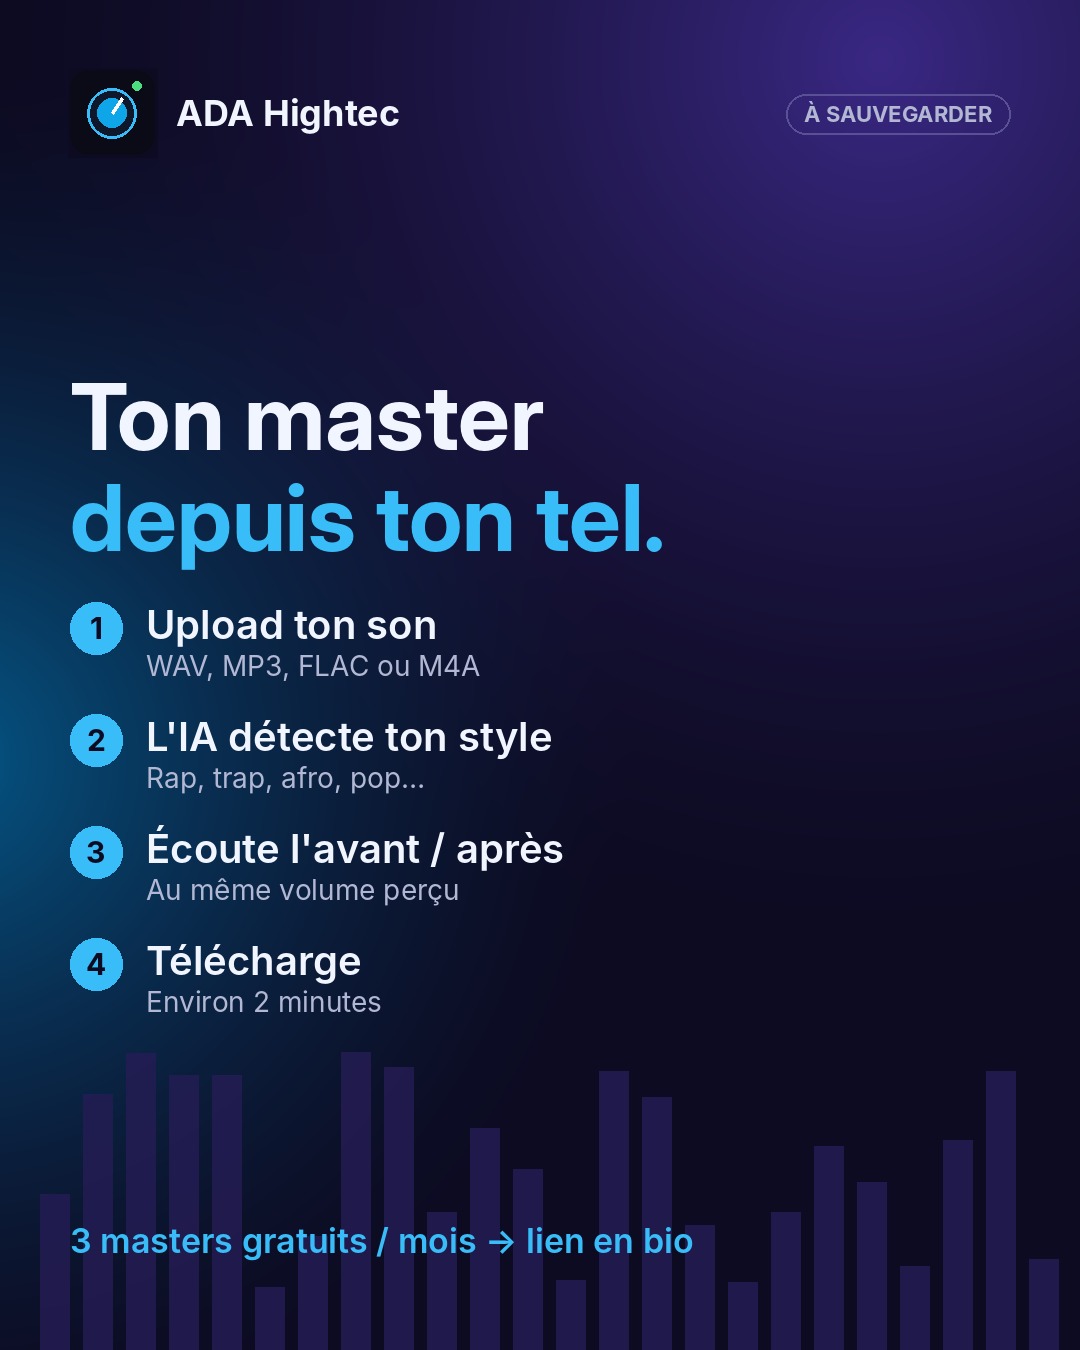 ADA Hightec
À SAUVEGARDER
Ton master
depuis ton tel.
1 Upload ton son
WAV, MP3, FLAC ou M4A
2 L'IA détecte ton style
Rap, trap, afro, pop...
3 Écoute l'avant / après
Au même volume perçu
4 Télécharge
Environ 2 minutes
3 masters gratuits / mois → lien en bio